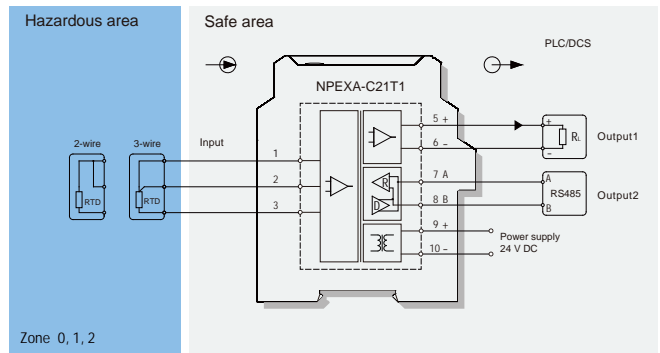 Hazardous area
Safe area
PLC/DCS
NPEXA-C21T1
2-wire
3-wire
Input
1
2
3
RTD
RTD
5 +
6 –
7 A
8 B
9 +
10 –
R
D
+
–
RL
Output1
A
B
RS485
Output2
Power supply
24 V DC
Zone 0, 1, 2